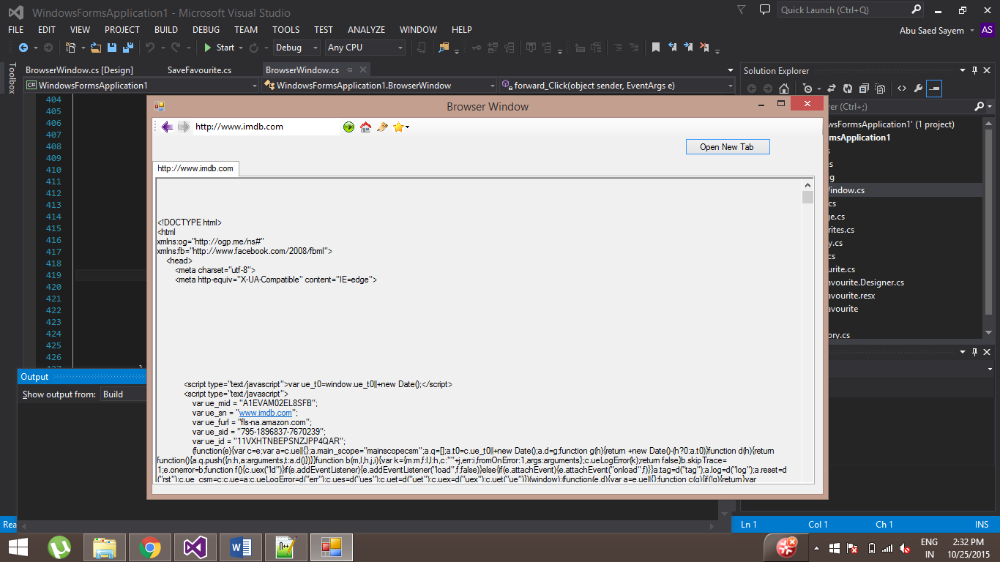 WindowsFormsApplication1 - Microsoft Visual Studio
Quick Launch (Ctrl+Q)
FILE EDIT VIEW PROJECT BUILD DEBUG TEAM TOOLS TEST ANALYZE WINDOW HELP
Abu Saed Sayem AS
Start Debug Any CPU
Toolbox
BrowserWindow.cs [Design] SaveFavourite.cs BrowserWindow.cs
Solution Explorer
C# WindowsFormsApplication1 WindowsFormsApplication1.BrowserWindow forward_Click(object sender, EventArgs e)
404
405
406
407
408
409
410
411
412
413
414
415
416
417
418
419
420
421
422
423
424
425
426
Browser Window
http://www.imdb.com
Open New Tab
http://www.imdb.com
<!DOCTYPE html>
<html
xmlns:og="http://ogp.me/ns#"
xmlns:fb="http://www.facebook.com/2008/fbml">
<head>
<meta charset="utf-8">
<meta http-equiv="X-UA-Compatible" content="IE=edge">
<script type="text/javascript">var ue_t0=window.ue_t0||+new Date();</script>
<script type="text/javascript">
var ue_mid = "A1EVAM02EL8SFB";
var ue_sn = "www.imdb.com";
var ue_furl = "fls-na.amazon.com";
var ue_sid = "795-1896837-7670239";
var ue_id = "11VXHTNBEPSNZJPP4QAR";
(function(e){var c=e;var a=c.ue||{};a.main_scope="mainscopecsm";a.q=[];a.t0=c.ue_t0||+new Date();a.d=g;function g(h){return +new Date()-(h?0:a.t0)}function d(h){return
function(){a.q.push({n:h,a:arguments,t:a.d()})}}function b(m,l,h,j,i){var k={m:m,f:l,l:h,c:""+j,err:i,fromOnError:1,args:arguments};c.ueLogError(k);return false}b.skipTrace=
1;e.onerror=b;function f(){c.uex("ld")}if(e.addEventListener){e.addEventListener("load",f,false)}else{if(e.attachEvent){e.attachEvent("onload",f)}}a.tag=d("tag");a.log=d("log");a.reset=d
("rst");c.ue_csm=c;c.ue=a;c.ueLogError=d("err");c.ues=d("ues");c.uet=d("uet");c.uex=d("uex");c.uet("ue")})(window);(function(e,d){var a=e.ue||{};function c(g){if(!g){return}var
rer (Ctrl+;)
wsFormsApplication1' (1 project)
msApplication1
s
es
g
Window.cs
cs
ge.cs
rites.cs
y.cs
cs
urite.cs
avourite.Designer.cs
avourite.resx
avourite
ory.cs
Output
Show output from: Build
Rea
Ln 1 Col 1 Ch 1 INS
ENG
IN
2:32 PM
10/25/2015